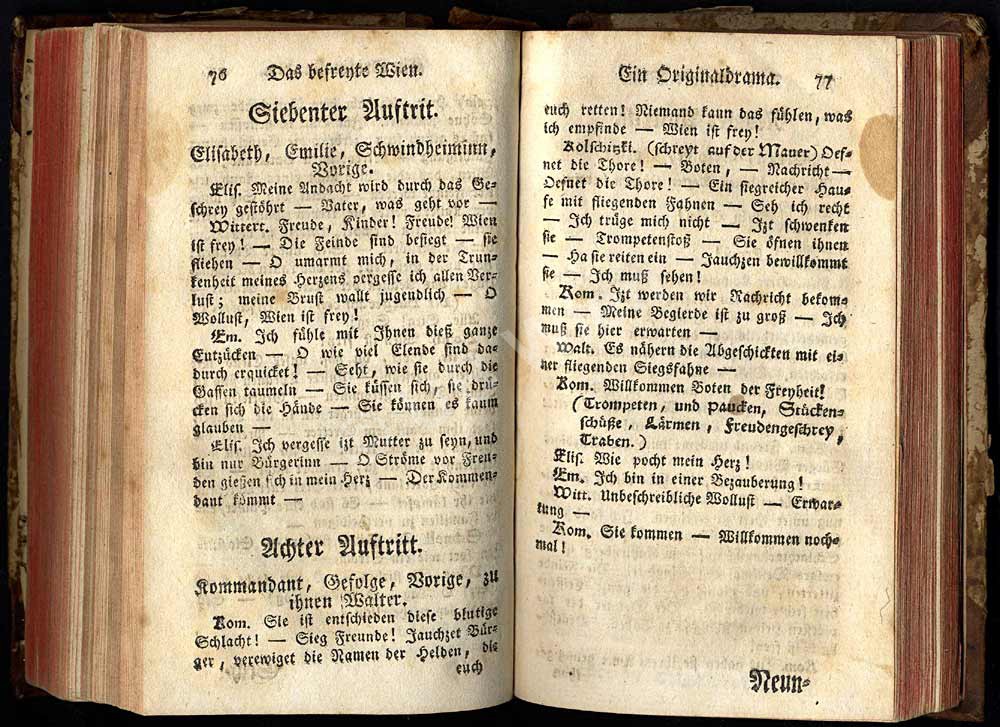 76 Das befreyte Wien.
Siebenter Auftrit.
Elisabeth, Emilie, Schwindheiminn,
Vorige.
Elis. Meine Andacht wird durch das Ge-
schrey gestöhrt — Vater, was geht vor —
Wittert. Freude, Kinder! Freude! Wien
ist frey! — Die Feinde sind besiegt — sie
fliehen — O umarmt mich, in der Trun-
kenheit meines Herzens vergesse ich allen Ver-
lust; meine Brust wallt jugendlich — O
Wollust, Wien ist frey!
Em. Ich fühle mit Ihnen dieß ganze
Entzücken — O wie viel Elende sind da-
durch erquicket! — Seht, wie sie durch die
Gassen taumeln — Sie küssen sich, sie drü-
cken sich die Hände — Sie können es kaum
glauben —
Elis. Ich vergesse izt Mutter zu seyn, und
bin nur Bürgerinn — O Ströme vor Freu-
den gießen sich in mein Herz — Der Kommen-
dant kömmt —
Achter Auftritt.
Kommandant, Gefolge, Vorige, zu
ihnen Walter.
Kom. Sie ist entschieden diese blutige
Schlacht! — Sieg Freunde! Jauchzet Bür-
ger, verewiget die Namen der Helden, die
euch
Ein Originaldrama. 77
euch retten! Niemand kann das fühlen, was
ich empfinde — Wien ist frey!
Kolschitzki. (schreyt auf der Mauer) Oef-
net die Thore! — Boten, — Nachricht —
Oefnet die Thore! — Ein siegreicher Hau-
fe mit fliegenden Fahnen — Seh ich recht
— Ich trüge mich nicht — Izt schwenken
sie — Trompetenstoß — Sie öfnen ihnen
— Ha sie reiten ein — Jauchzen bewillkommt
sie — Ich muß sehen!
Kom. Izt werden wir Nachricht bekom-
men — Meine Begierde ist zu groß — Ich
muß sie hier erwarten —
Walt. Es nähern die Abgeschickten mit ei-
ner fliegenden Siegsfahne —
Kom. Willkommen Boten der Freyheit!
(Trompeten, und Paucken, Stücken-
schüße, Lärmen, Freudengeschrey,
Traben.)
Elis. Wie pocht mein Herz!
Em. Ich bin in einer Bezauberung!
Witt. Unbeschreibliche Wollust — Erwar-
tung —
Kom. Sie kommen — Willkommen noch-
mal!
Neun-